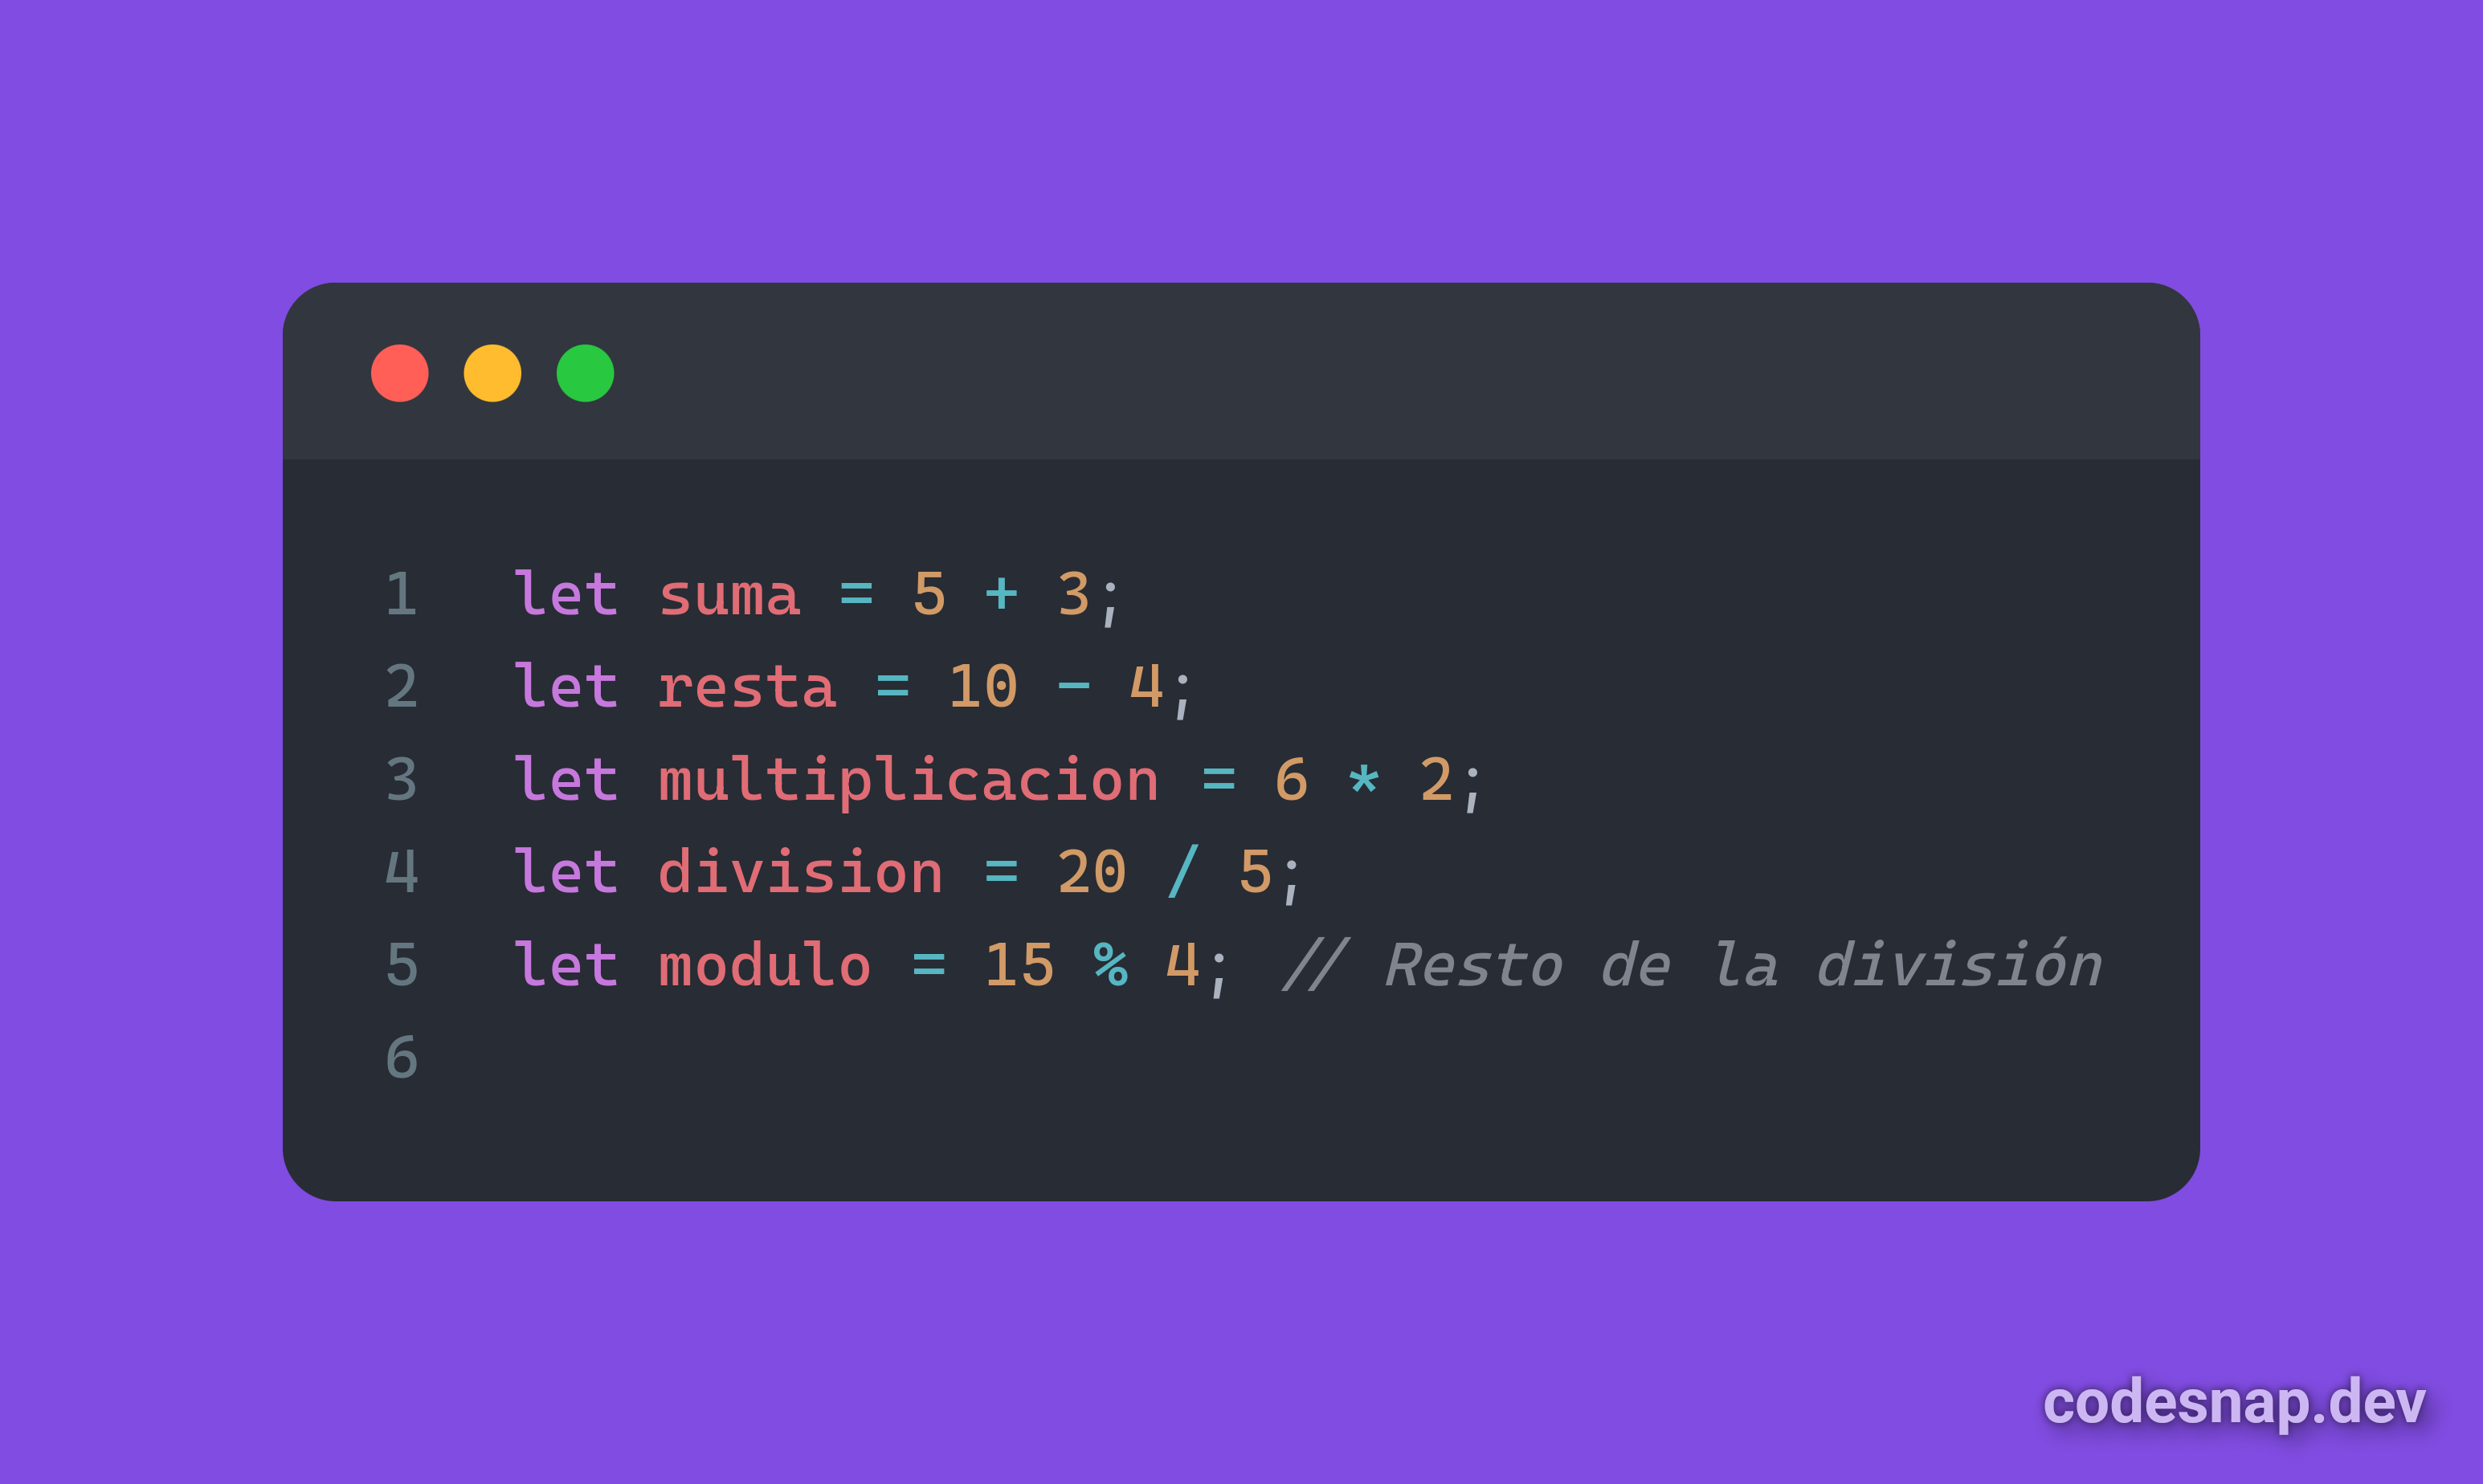 1 let suma = 5 + 3;
2 let resta = 10 - 4;
3 let multiplicacion = 6 * 2;
4 let division = 20 / 5;
5 let modulo = 15 % 4; // Resto de la división
6
codesnap.dev